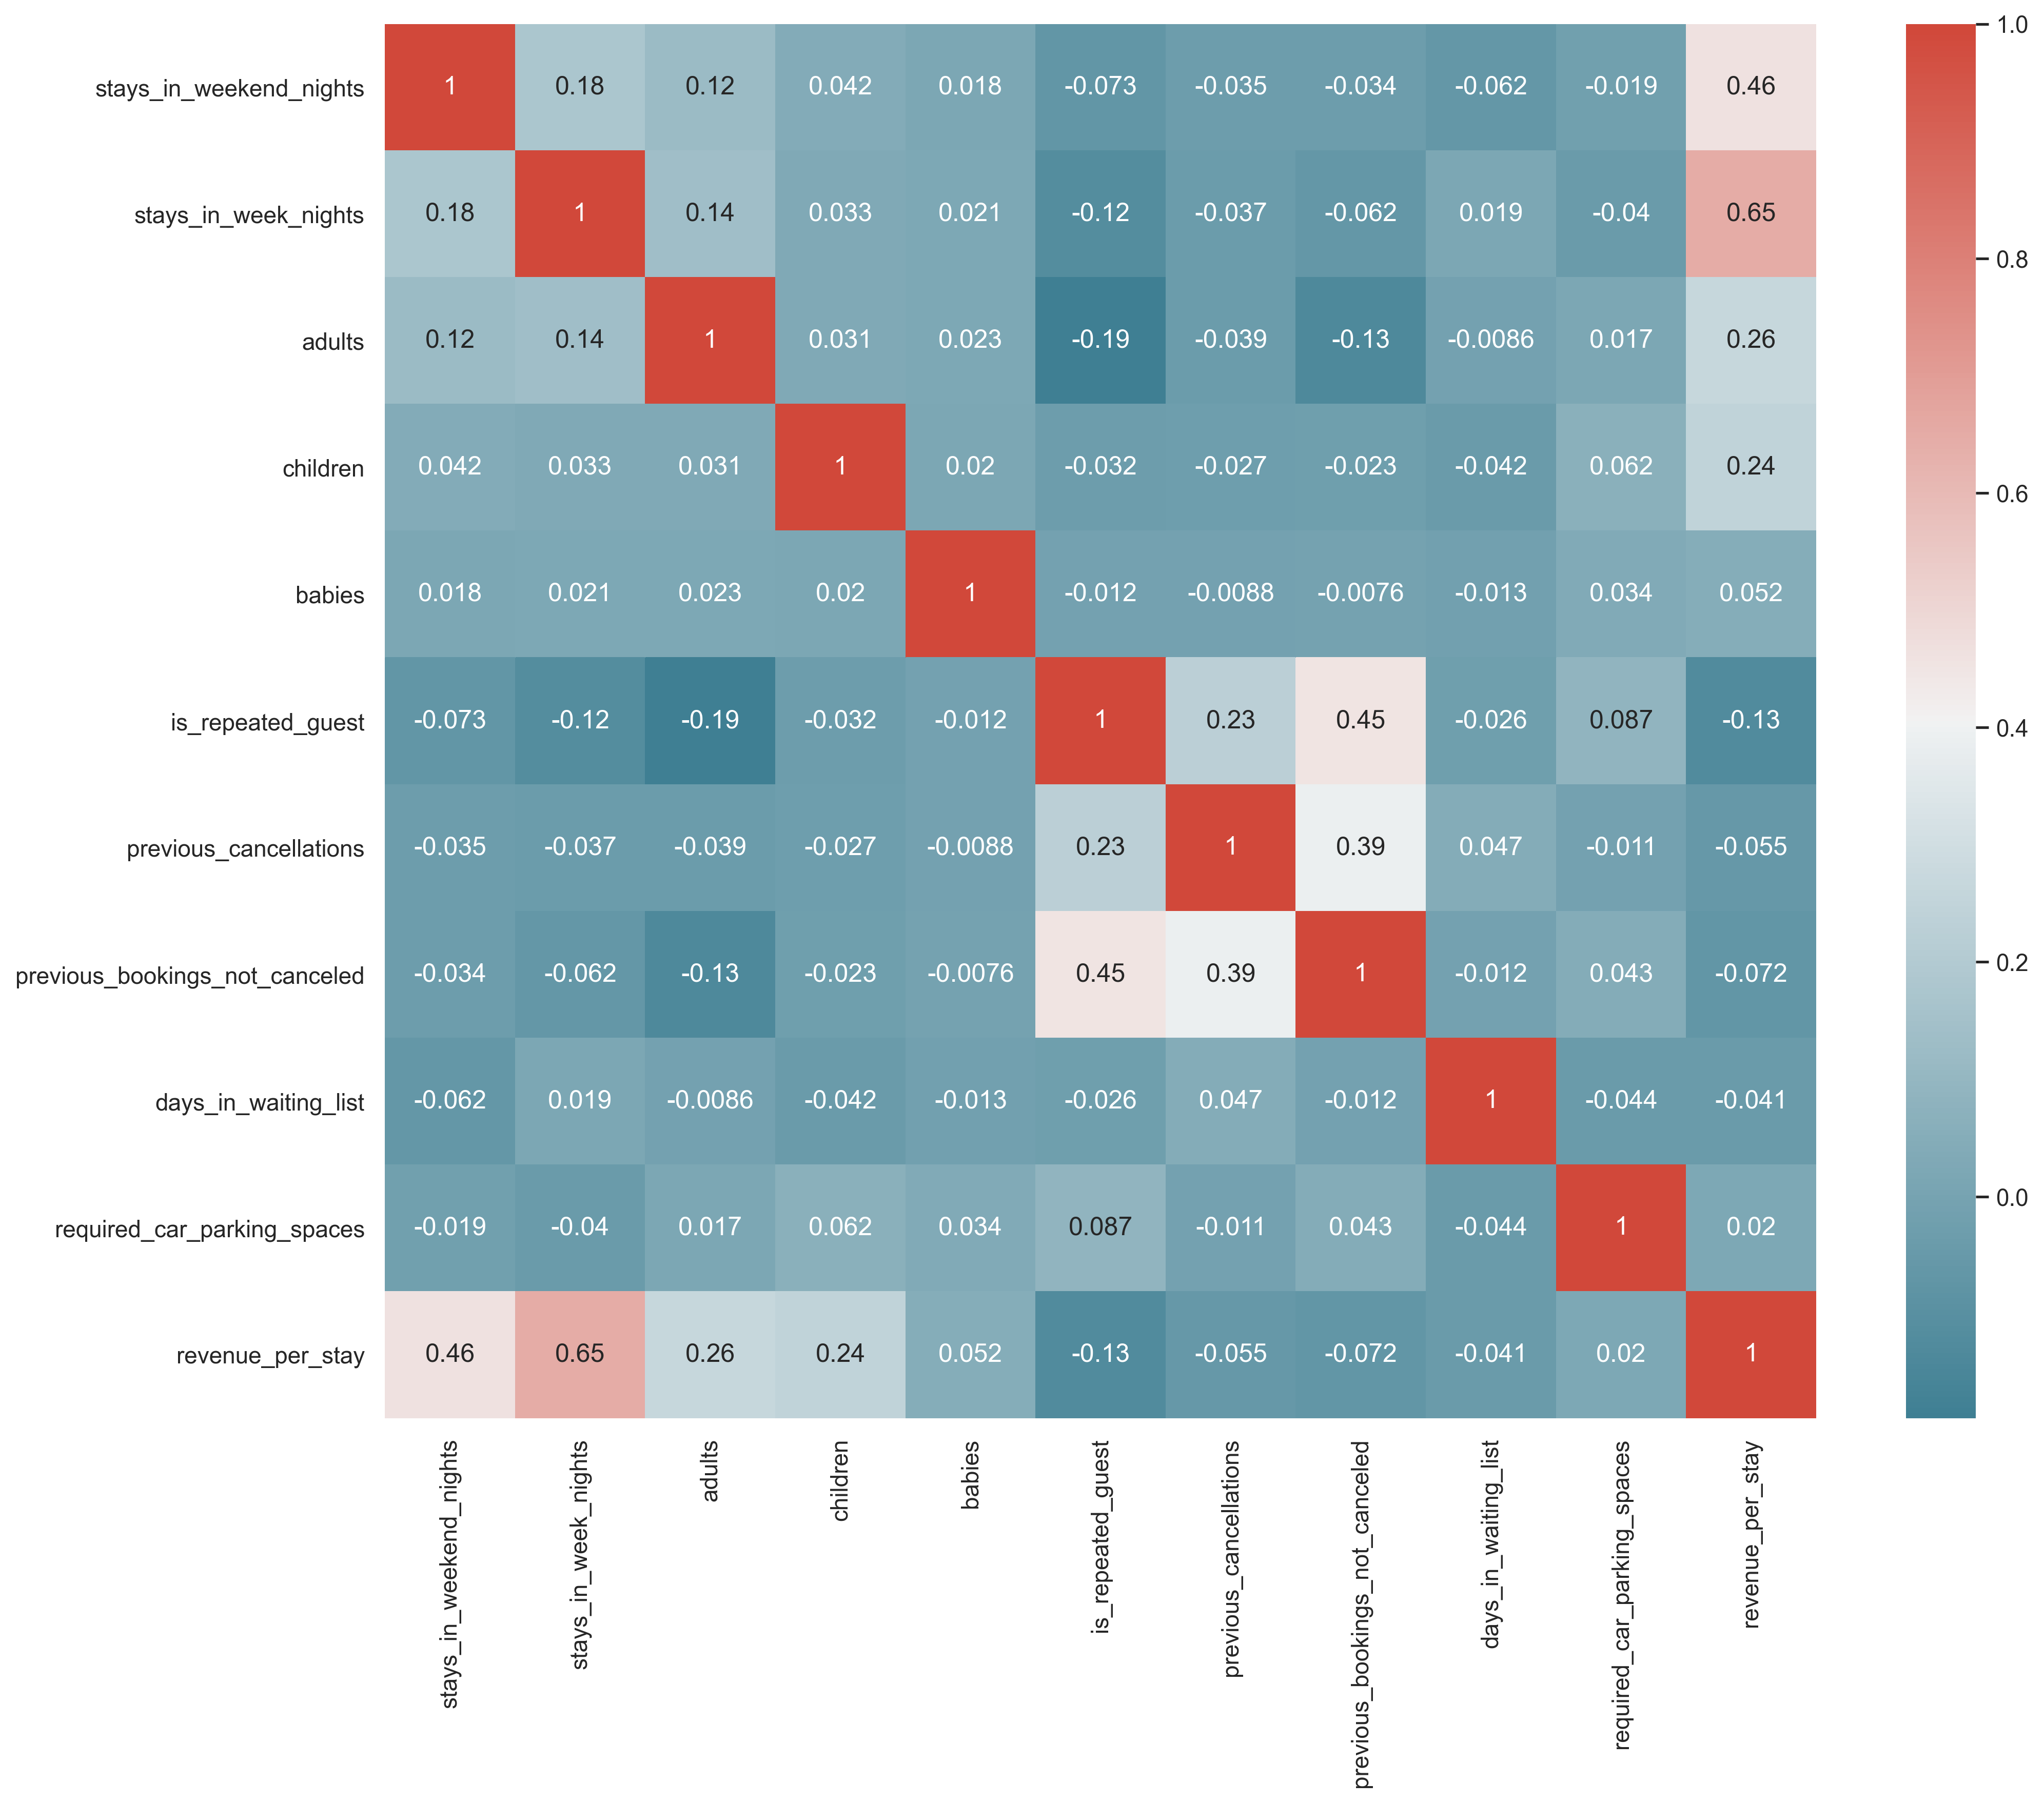 stays_in_weekend_nights 1 0.18 0.12 0.042 0.018 -0.073 -0.035 -0.034 -0.062 -0.019 0.46
stays_in_week_nights 0.18 1 0.14 0.033 0.021 -0.12 -0.037 -0.062 0.019 -0.04 0.65
adults 0.12 0.14 1 0.031 0.023 -0.19 -0.039 -0.13 -0.0086 0.017 0.26
children 0.042 0.033 0.031 1 0.02 -0.032 -0.027 -0.023 -0.042 0.062 0.24
babies 0.018 0.021 0.023 0.02 1 -0.012 -0.0088 -0.0076 -0.013 0.034 0.052
is_repeated_guest -0.073 -0.12 -0.19 -0.032 -0.012 1 0.23 0.45 -0.026 0.087 -0.13
previous_cancellations -0.035 -0.037 -0.039 -0.027 -0.0088 0.23 1 0.39 0.047 -0.011 -0.055
previous_bookings_not_canceled -0.034 -0.062 -0.13 -0.023 -0.0076 0.45 0.39 1 -0.012 0.043 -0.072
days_in_waiting_list -0.062 0.019 -0.0086 -0.042 -0.013 -0.026 0.047 -0.012 1 -0.044 -0.041
required_car_parking_spaces -0.019 -0.04 0.017 0.062 0.034 0.087 -0.011 0.043 -0.044 1 0.02
revenue_per_stay 0.46 0.65 0.26 0.24 0.052 -0.13 -0.055 -0.072 -0.041 0.02 1
stays_in_weekend_nights
stays_in_week_nights
adults
children
babies
is_repeated_guest
previous_cancellations
previous_bookings_not_canceled
days_in_waiting_list
required_car_parking_spaces
revenue_per_stay
1.0
0.8
0.6
0.4
0.2
0.0